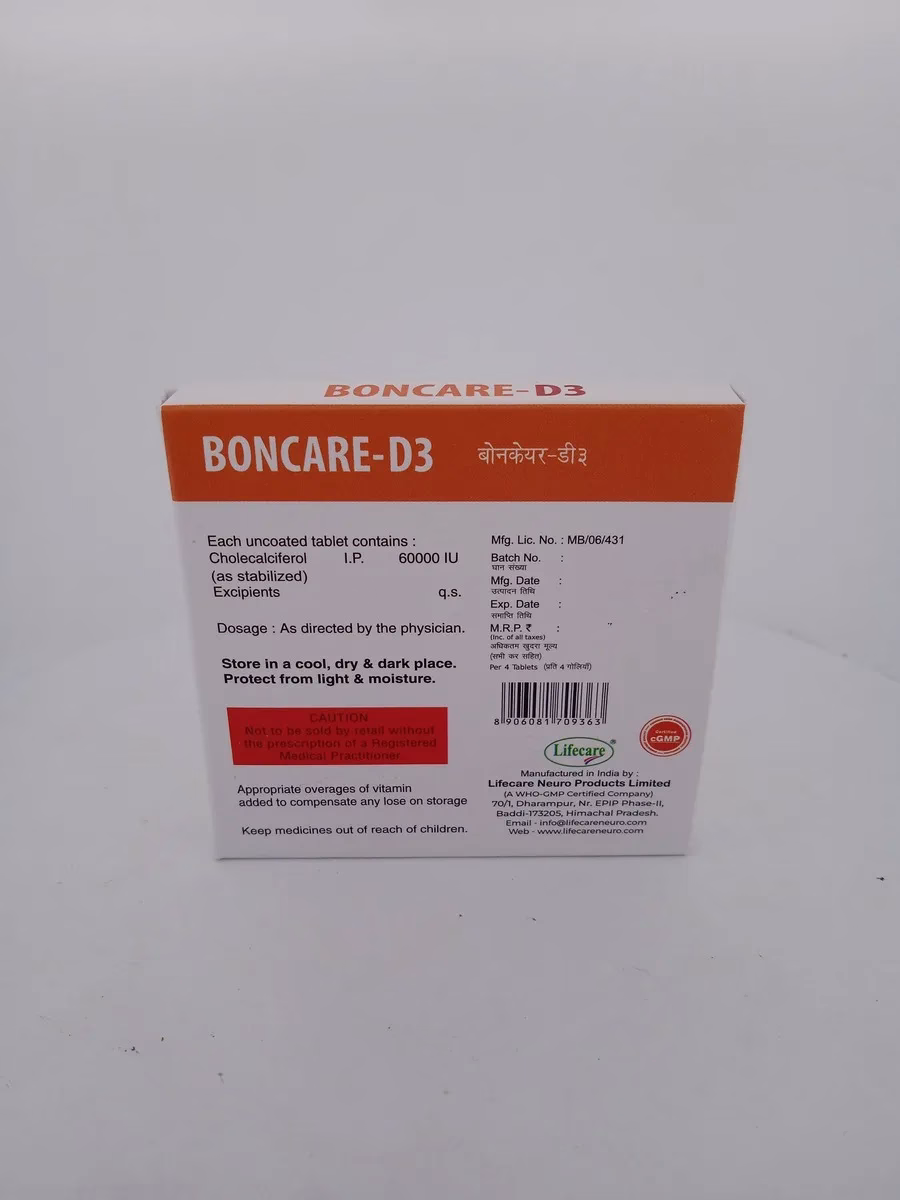 BONCARE-D3
BONCARE-D3 बोनकेयर-डी३
Each uncoated tablet contains :
Cholecalciferol I.P. 60000 IU
(as stabilized)
Excipients q.s.
Dosage : As directed by the physician.
Store in a cool, dry & dark place.
Protect from light & moisture.
CAUTION
Not to be sold by retail without
the prescription of a Registered
Medical Practitioner.
Appropriate overages of vitamin
added to compensate any lose on storage
Keep medicines out of reach of children.
Mfg. Lic. No. : MB/06/431
Batch No. :
घान संख्या
Mfg. Date :
उत्पादन तिथि
Exp. Date :
समाप्ति तिथि
M.R.P. ₹ :
(Inc. of all taxes)
अधिकतम खुदरा मूल्य
(सभी कर सहित)
Per 4 Tablets (प्रति 4 गोलियाँ)
8 906081 709363
Lifecare®
Certified
cGMP
Manufactured in India by :
Lifecare Neuro Products Limited
(A WHO-GMP Certified Company)
70/1, Dharampur, Nr. EPIP Phase-II,
Baddi-173205, Himachal Pradesh.
Email - info@lifecareneuro.com
Web - www.lifecareneuro.com